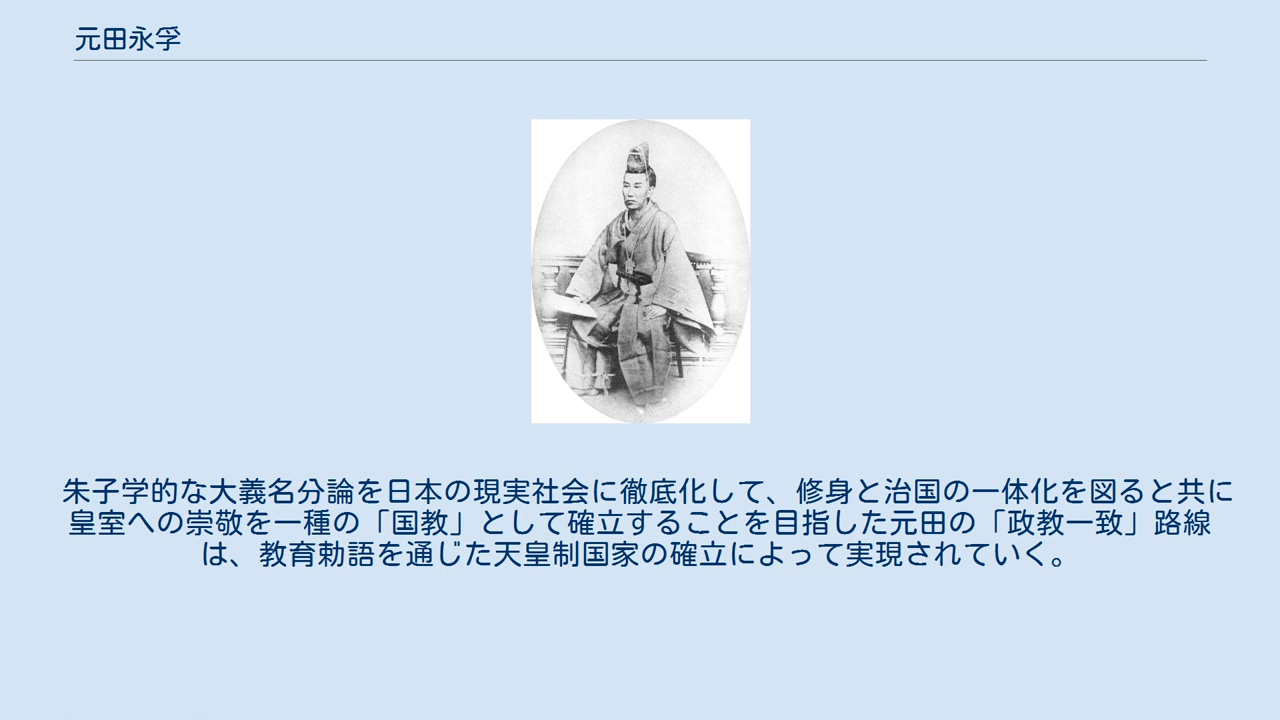 元田永孚
朱子学的な大義名分論を日本の現実社会に徹底化して、修身と治国の一体化を図ると共に
皇室への崇敬を一種の「国教」として確立することを目指した元田の「政教一致」路線
は、教育勅語を通じた天皇制国家の確立によって実現されていく。